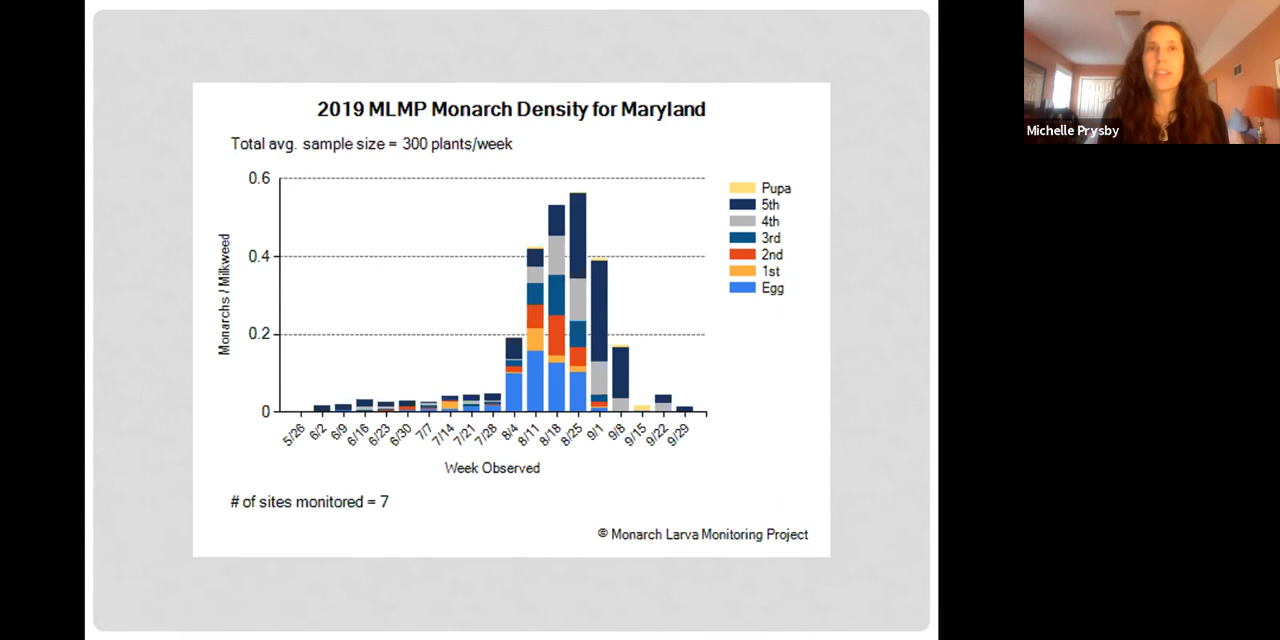 2019 MLMP Monarch Density for Maryland
Total avg. sample size = 300 plants/week
0.6
0.4
0.2
0
Monarchs / Milkweed
Pupa
5th
4th
3rd
2nd
1st
Egg
5/26 6/2 6/9 6/16 6/23 6/30 7/7 7/14 7/21 7/28 8/4 8/11 8/18 8/25 9/1 9/8 9/15 9/22 9/29
Week Observed
# of sites monitored = 7
© Monarch Larva Monitoring Project
Michelle Prysby